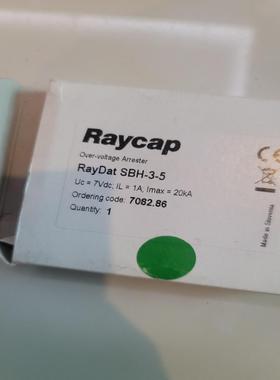 Raycap
Over-voltage Arrester
RayDat SBH-3-5
Uc = 7Vdc; IL = 1A; Imax = 20kA
Ordering code: 7082.86
Quantity: 1
CE
Made in Slovenia